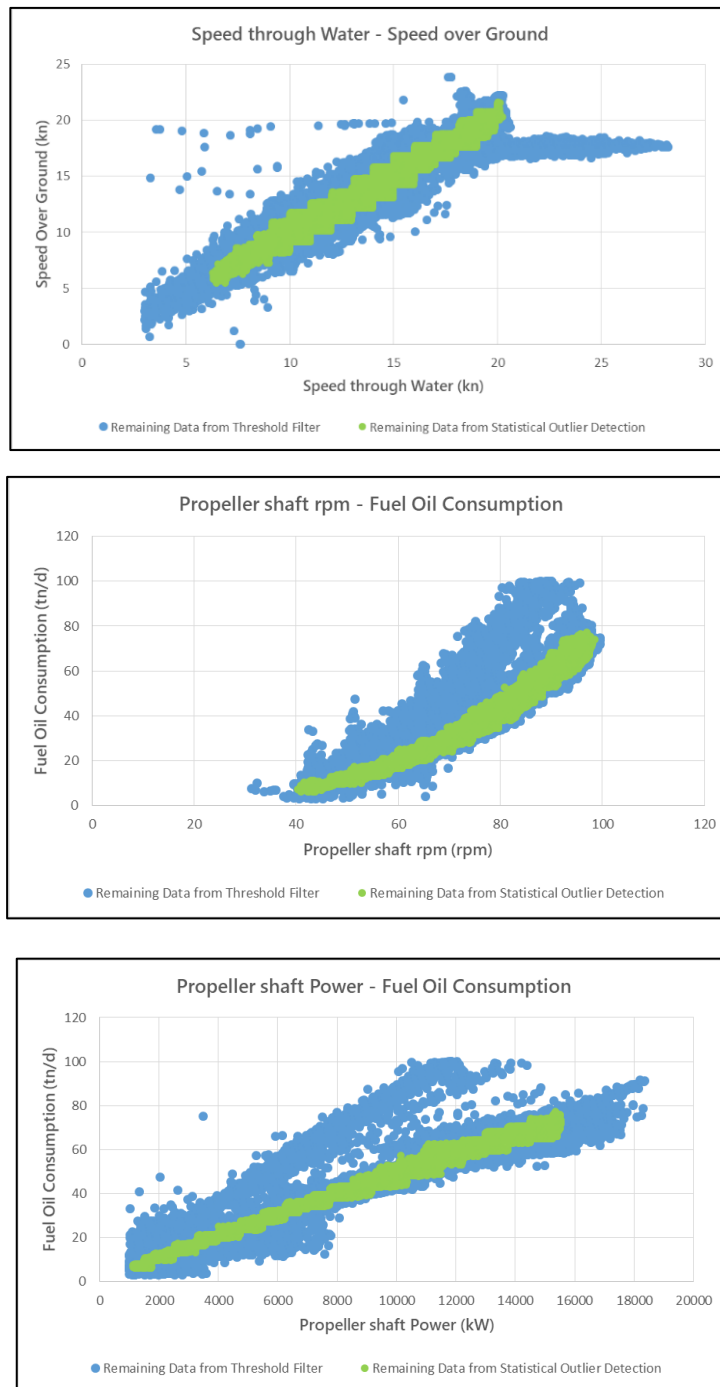 Speed through Water - Speed over Ground
25
20
15
10
5
0
Speed Over Ground (kn)
0 5 10 15 20 25 30
Speed through Water (kn)
Remaining Data from Threshold Filter Remaining Data from Statistical Outlier Detection
Propeller shaft rpm - Fuel Oil Consumption
120
100
80
60
40
20
0
Fuel Oil Consumption (tn/d)
0 20 40 60 80 100 120
Propeller shaft rpm (rpm)
Remaining Data from Threshold Filter Remaining Data from Statistical Outlier Detection
Propeller shaft Power - Fuel Oil Consumption
120
100
80
60
40
20
0
Fuel Oil Consumption (tn/d)
0 2000 4000 6000 8000 10000 12000 14000 16000 18000 20000
Propeller shaft Power (kW)
Remaining Data from Threshold Filter Remaining Data from Statistical Outlier Detection